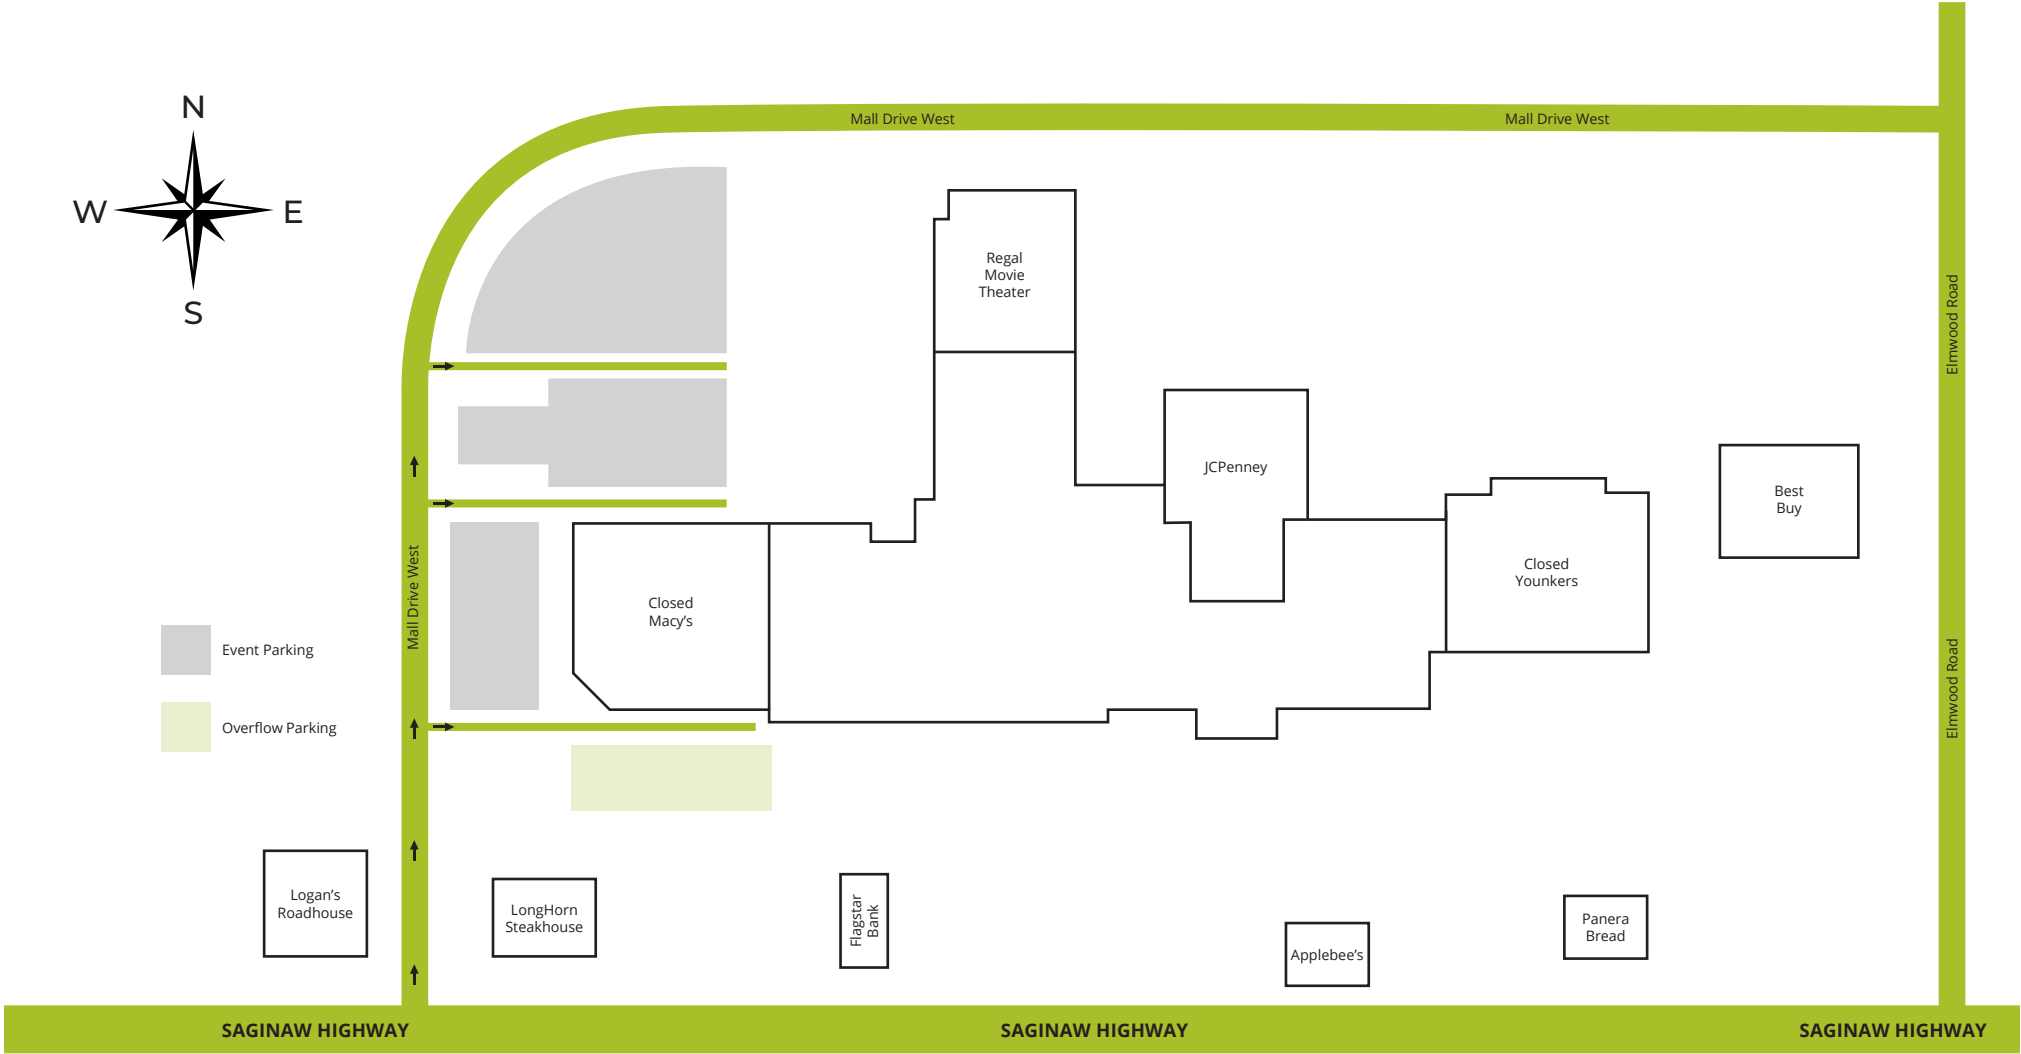 N
W
E
S
Mall Drive West
Mall Drive West
Regal
Movie
Theater
Elmwood Road
JCPenney
Best
Buy
Closed
Younkers
Closed
Macy’s
Mall Drive West
Event Parking
Overflow Parking
Elmwood Road
Logan’s
Roadhouse
LongHorn
Steakhouse
Flagstar
Bank
Applebee’s
Panera
Bread
SAGINAW HIGHWAY
SAGINAW HIGHWAY
SAGINAW HIGHWAY